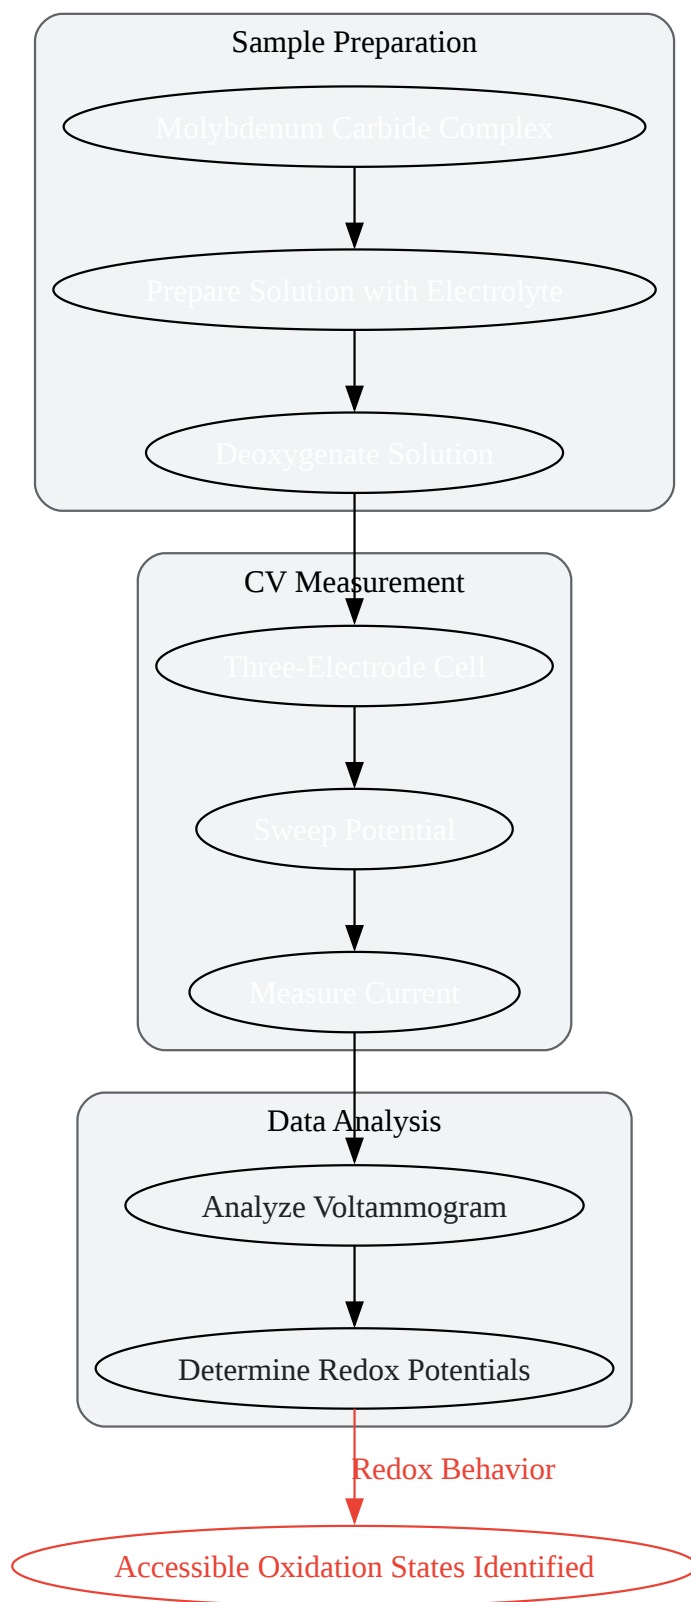 Sample Preparation
Molybdenum Carbide Complex
Prepare Solution with Electrolyte
Deoxygenate Solution
CV Measurement
Three-Electrode Cell
Sweep Potential
Measure Current
Data Analysis
Analyze Voltammogram
Determine Redox Potentials
Redox Behavior
Accessible Oxidation States Identified